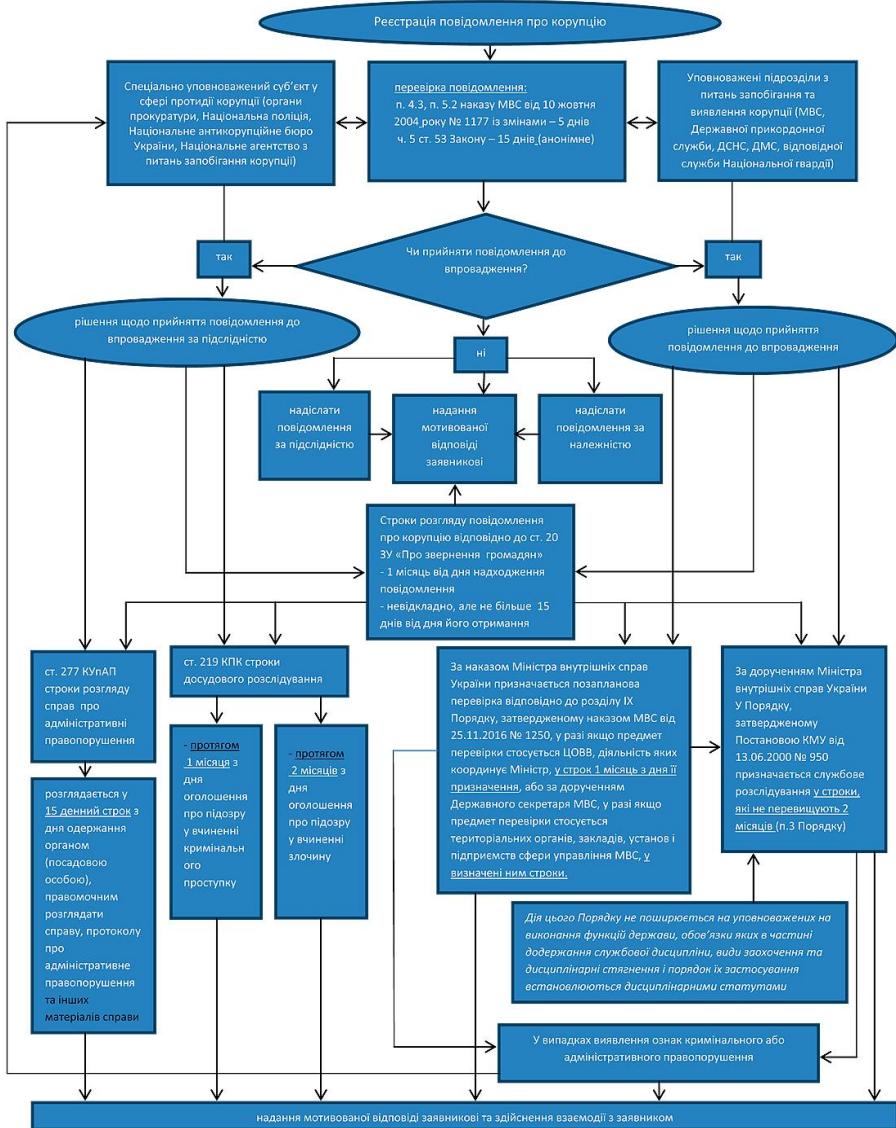 Реєстрація повідомлення про корупцію
Спеціально уповноважений суб’єкт у
сфері протидії корупції (органи
прокуратури, Національна поліція,
Національне антикорупційне бюро
України, Національне агентство з
питань запобігання корупції)
перевірка повідомлення:
п. 4.3, п. 5.2 наказу МВС від 10 жовтня
2004 року № 1177 із змінами – 5 днів
ч. 5 ст. 53 Закону – 15 днів (анонімне)
Уповноважені підрозділи з
питань запобігання та
виявлення корупції (МВС,
Державної прикордонної
служби, ДСНС, ДМС, відповідної
служби Національної гвардії)
Чи прийняти повідомлення до
впровадження?
так
так
рішення щодо прийняття повідомлення до
впровадження за підслідністю
ні
рішення щодо прийняття
повідомлення до впровадження
надіслати
повідомлення
за підслідністю
надання
мотивованої
відповіді
заявникові
надіслати
повідомлення за
належністю
Строки розгляду повідомлення
про корупцію відповідно до ст. 20
ЗУ «Про звернення громадян»
- 1 місяць від дня надходження
повідомлення
- невідкладно, але не більше 15
днів від дня його отримання
ст. 277 КУпАП
строки розгляду
справ про
адміністративні
правопорушення
ст. 219 КПК строки
досудового розслідування
За наказом Міністра внутрішніх справ
України призначається позапланова
перевірка відповідно до розділу IX
Порядку, затвердженому наказом МВС від
25.11.2016 № 1250, у разі якщо предмет
перевірки стосується ЦОВВ, діяльність яких
координує Міністр, у строк 1 місяць з дня її
призначення, або за дорученням
Державного секретаря МВС, у разі якщо
предмет перевірки стосується
територіальних органів, закладів, установ і
підприємств сфери управління МВС, у
визначені ним строки.
За дорученням Міністра
внутрішніх справ України
У Порядку,
затвердженому
Постановою КМУ від
13.06.2000 № 950
призначається службове
розслідування у строки,
які не перевищують 2
місяців (п.3 Порядку)
розглядається у
15 денний строк з
дня одержання
органом
(посадовою
особою),
правомочним
розглядати
справу, протоколу
про
адміністративне
правопорушення
та інших
матеріалів справи
- протягом
1 місяця з
дня
оголошення
про підозру
у вчиненні
кримінально
го
проступку
- протягом
2 місяців з
дня
оголошення
про підозру
у вчиненні
злочину
Дія цього Порядку не поширюється на уповноважених на
виконання функцій держави, обов’язки яких в частині
додержання службової дисципліни, види заохочення та
дисциплінарні стягнення і порядок їх застосування
встановлюються дисциплінарними статутами
У випадках виявлення ознак кримінального або
адміністративного правопорушення
надання мотивованої відповіді заявникові та здійснення взаємодії з заявником